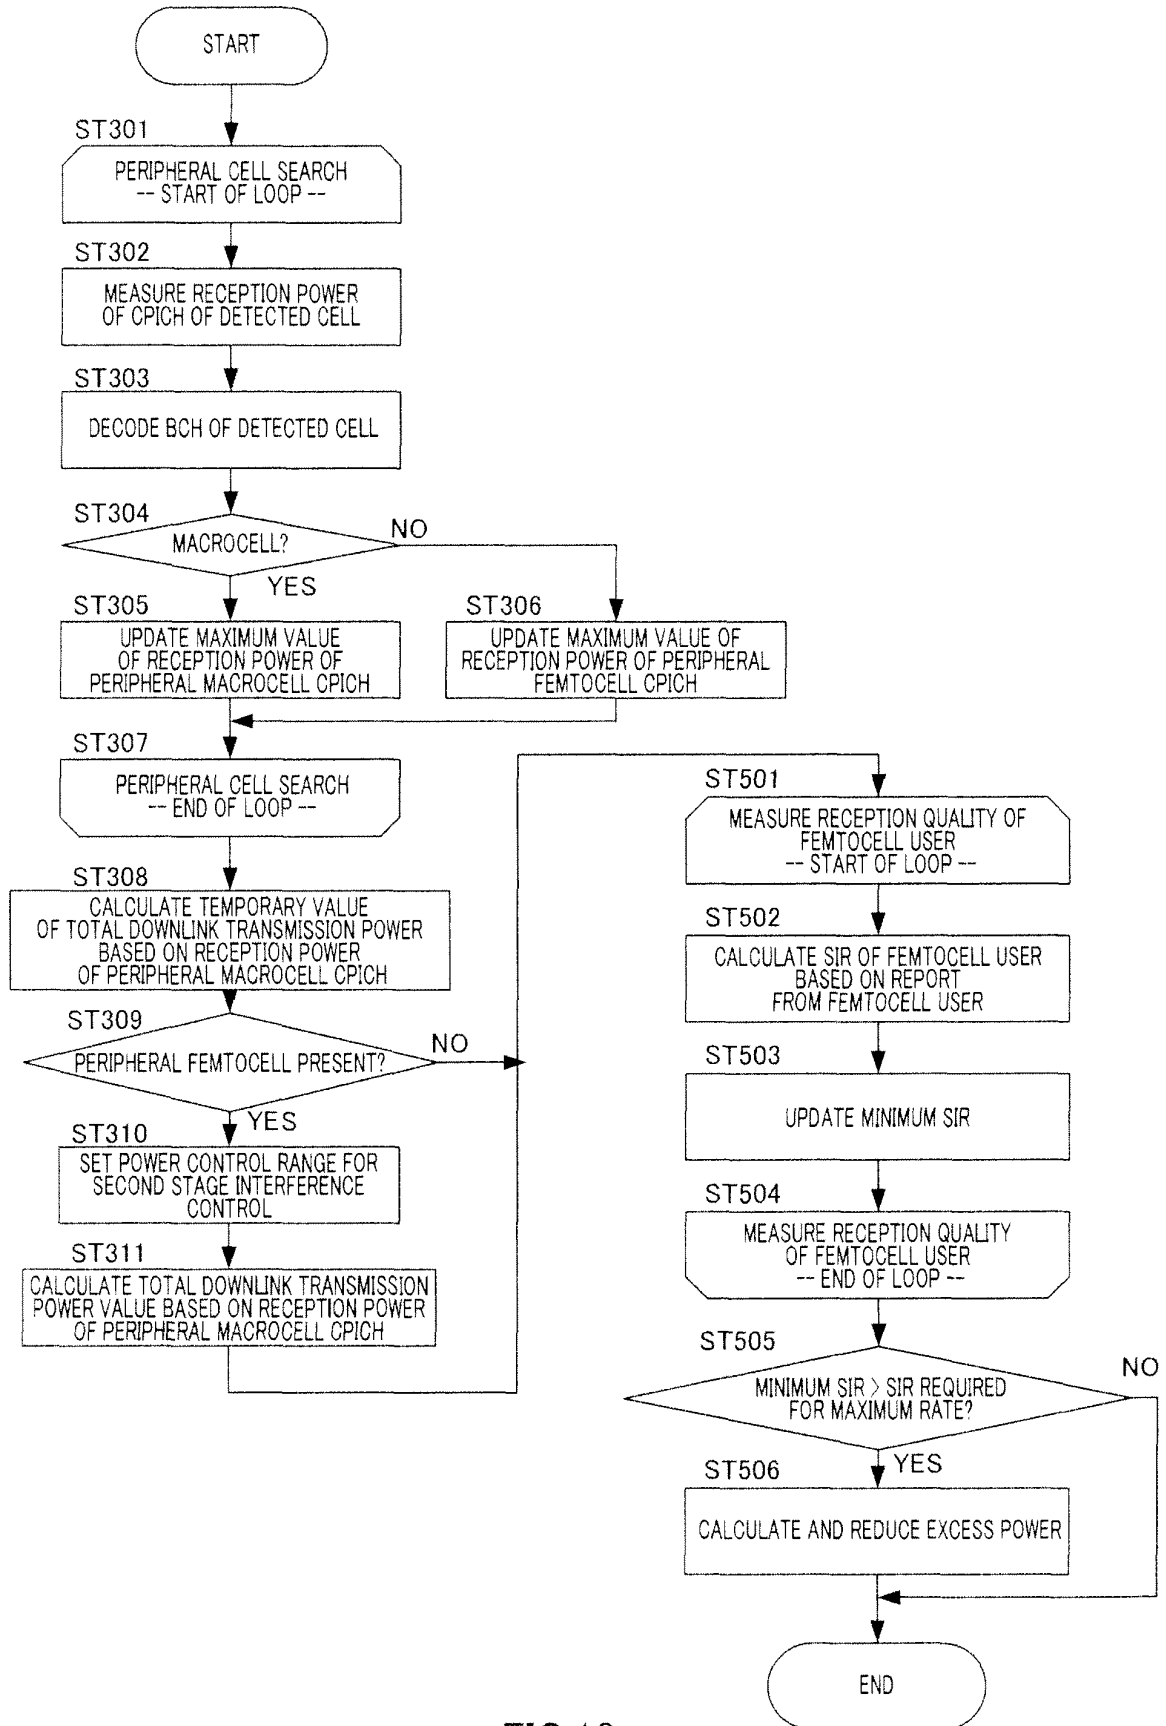 START
ST301
PERIPHERAL CELL SEARCH
-- START OF LOOP --
ST302
MEASURE RECEPTION POWER
OF CPICH OF DETECTED CELL
ST303
DECODE BCH OF DETECTED CELL
ST304
MACROCELL?
NO
YES
ST305
UPDATE MAXIMUM VALUE
OF RECEPTION POWER OF
PERIPHERAL MACROCELL CPICH
ST306
UPDATE MAXIMUM VALUE OF
RECEPTION POWER OF PERIPHERAL
FEMTOCELL CPICH
ST307
PERIPHERAL CELL SEARCH
-- END OF LOOP --
ST308
CALCULATE TEMPORARY VALUE
OF TOTAL DOWNLINK TRANSMISSION POWER
BASED ON RECEPTION POWER
OF PERIPHERAL MACROCELL CPICH
ST309
PERIPHERAL FEMTOCELL PRESENT?
NO
YES
ST310
SET POWER CONTROL RANGE FOR
SECOND STAGE INTERFERENCE
CONTROL
ST311
CALCULATE TOTAL DOWNLINK TRANSMISSION
POWER VALUE BASED ON RECEPTION POWER
OF PERIPHERAL MACROCELL CPICH
ST501
MEASURE RECEPTION QUALITY OF
FEMTOCELL USER
-- START OF LOOP --
ST502
CALCULATE SIR OF FEMTOCELL USER
BASED ON REPORT
FROM FEMTOCELL USER
ST503
UPDATE MINIMUM SIR
ST504
MEASURE RECEPTION QUALITY
OF FEMTOCELL USER
-- END OF LOOP --
ST505
MINIMUM SIR > SIR REQUIRED
FOR MAXIMUM RATE?
NO
YES
ST506
CALCULATE AND REDUCE EXCESS POWER
END